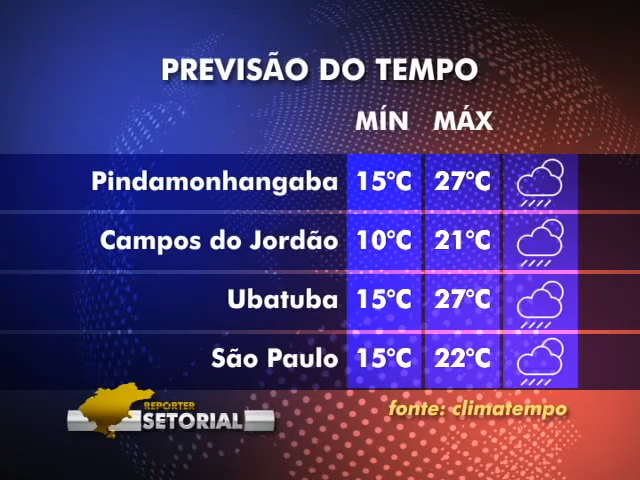 PREVISÃO DO TEMPO
MÍN MÁX
Pindamonhangaba 15°C 27°C
Campos do Jordão 10°C 21°C
Ubatuba 15°C 27°C
São Paulo 15°C 22°C
REPORTER
SETORIAL
fonte: climatempo